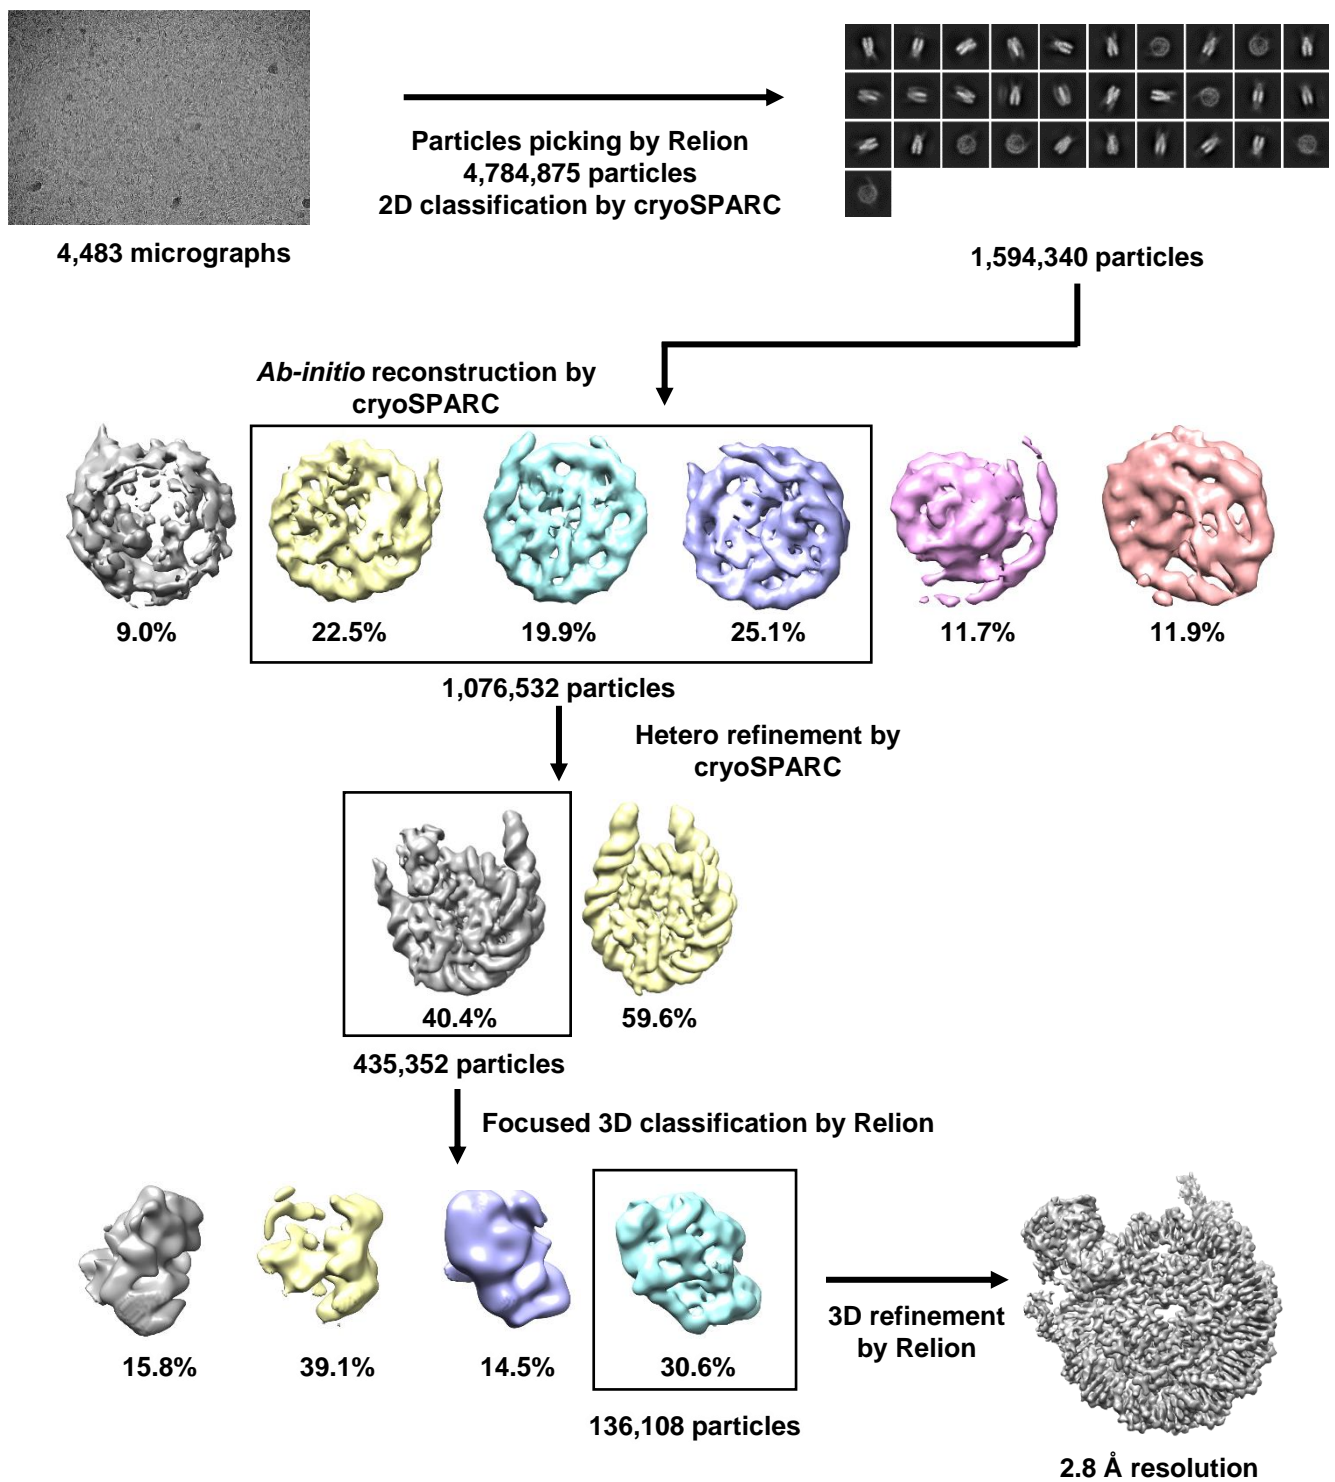 Particles picking by Relion
4,784,875 particles
2D classification by cryoSPARC
4,483 micrographs
1,594,340 particles
Ab-initio reconstruction by
cryoSPARC
9.0%
22.5%
19.9%
25.1%
11.7%
11.9%
1,076,532 particles
Hetero refinement by
cryoSPARC
40.4%
59.6%
435,352 particles
Focused 3D classification by Relion
15.8%
39.1%
14.5%
30.6%
3D refinement
by Relion
136,108 particles
2.8 Å resolution